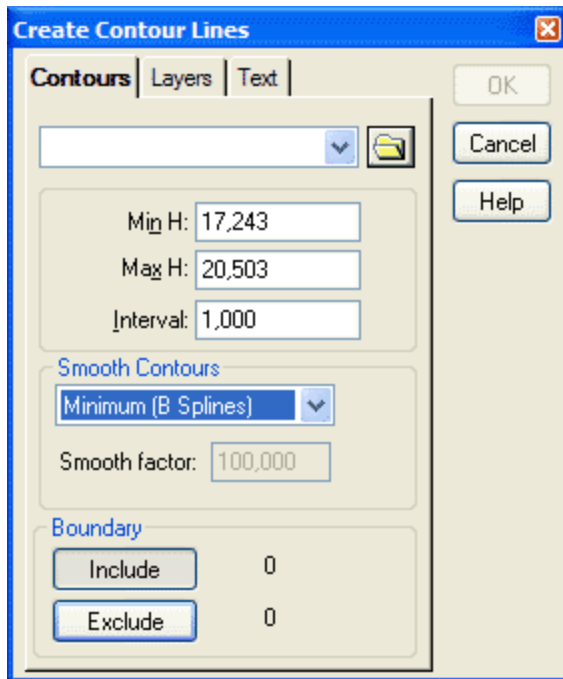 Create Contour Lines
Contours Layers Text
OK
Cancel
Help
Min H: 17,243
Max H: 20,503
Interval: 1,000
Smooth Contours
Minimum (B Splines)
Smooth factor: 100,000
Boundary
Include 0
Exclude 0